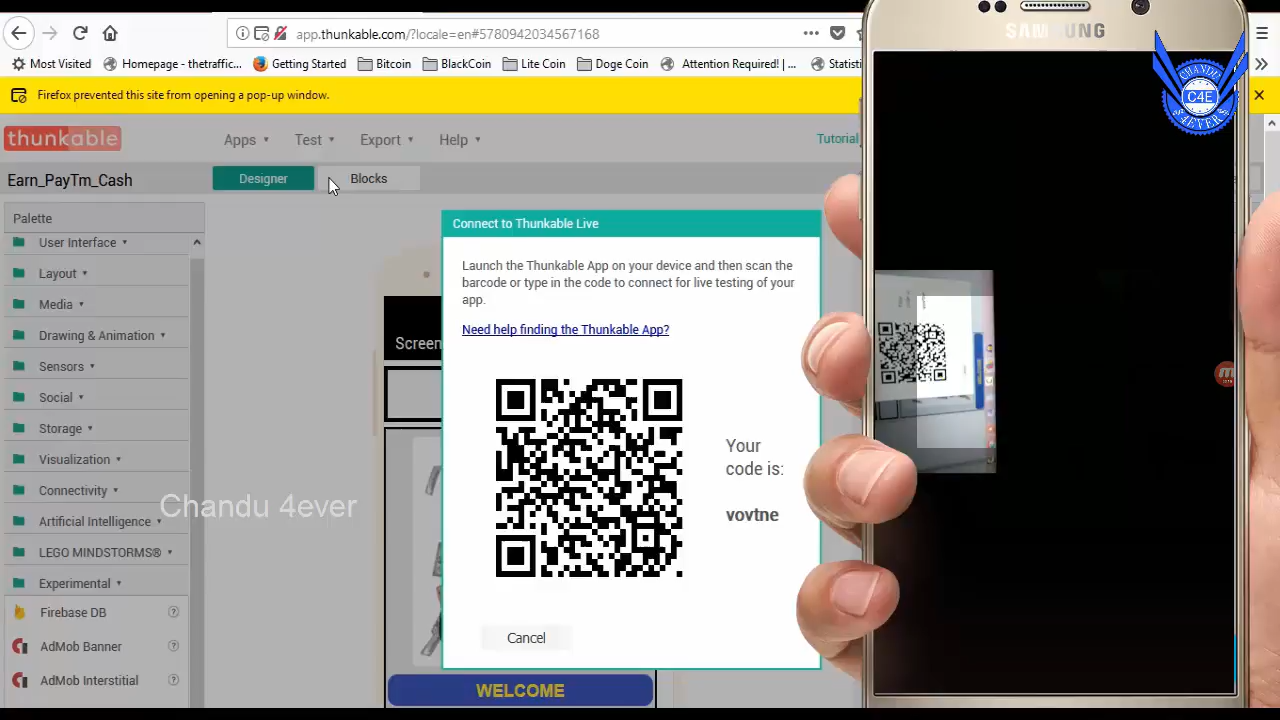 app.thunkable.com/?locale=en#5780942034567168
Most Visited
Homepage - thetraffic...
Getting Started
Bitcoin
BlackCoin
Lite Coin
Doge Coin
Attention Required! | ...
Statisti
Firefox prevented this site from opening a pop-up window.
thunkable
Apps
Test
Export
Help
Tutorial
Earn_PayTm_Cash
Designer
Blocks
Palette
User Interface
Layout
Media
Drawing & Animation
Sensors
Social
Storage
Visualization
Connectivity
Artificial Intelligence
LEGO MINDSTORMS®
Experimental
Firebase DB
AdMob Banner
AdMob Interstitial
Screen
WELCOME
Connect to Thunkable Live
Launch the Thunkable App on your device and then scan the
barcode or type in the code to connect for live testing of your
app.
Need help finding the Thunkable App?
Your
code is:
vovtne
Cancel
Chandu 4ever
SAMSUNG
CHANDU
C4E
4EVER